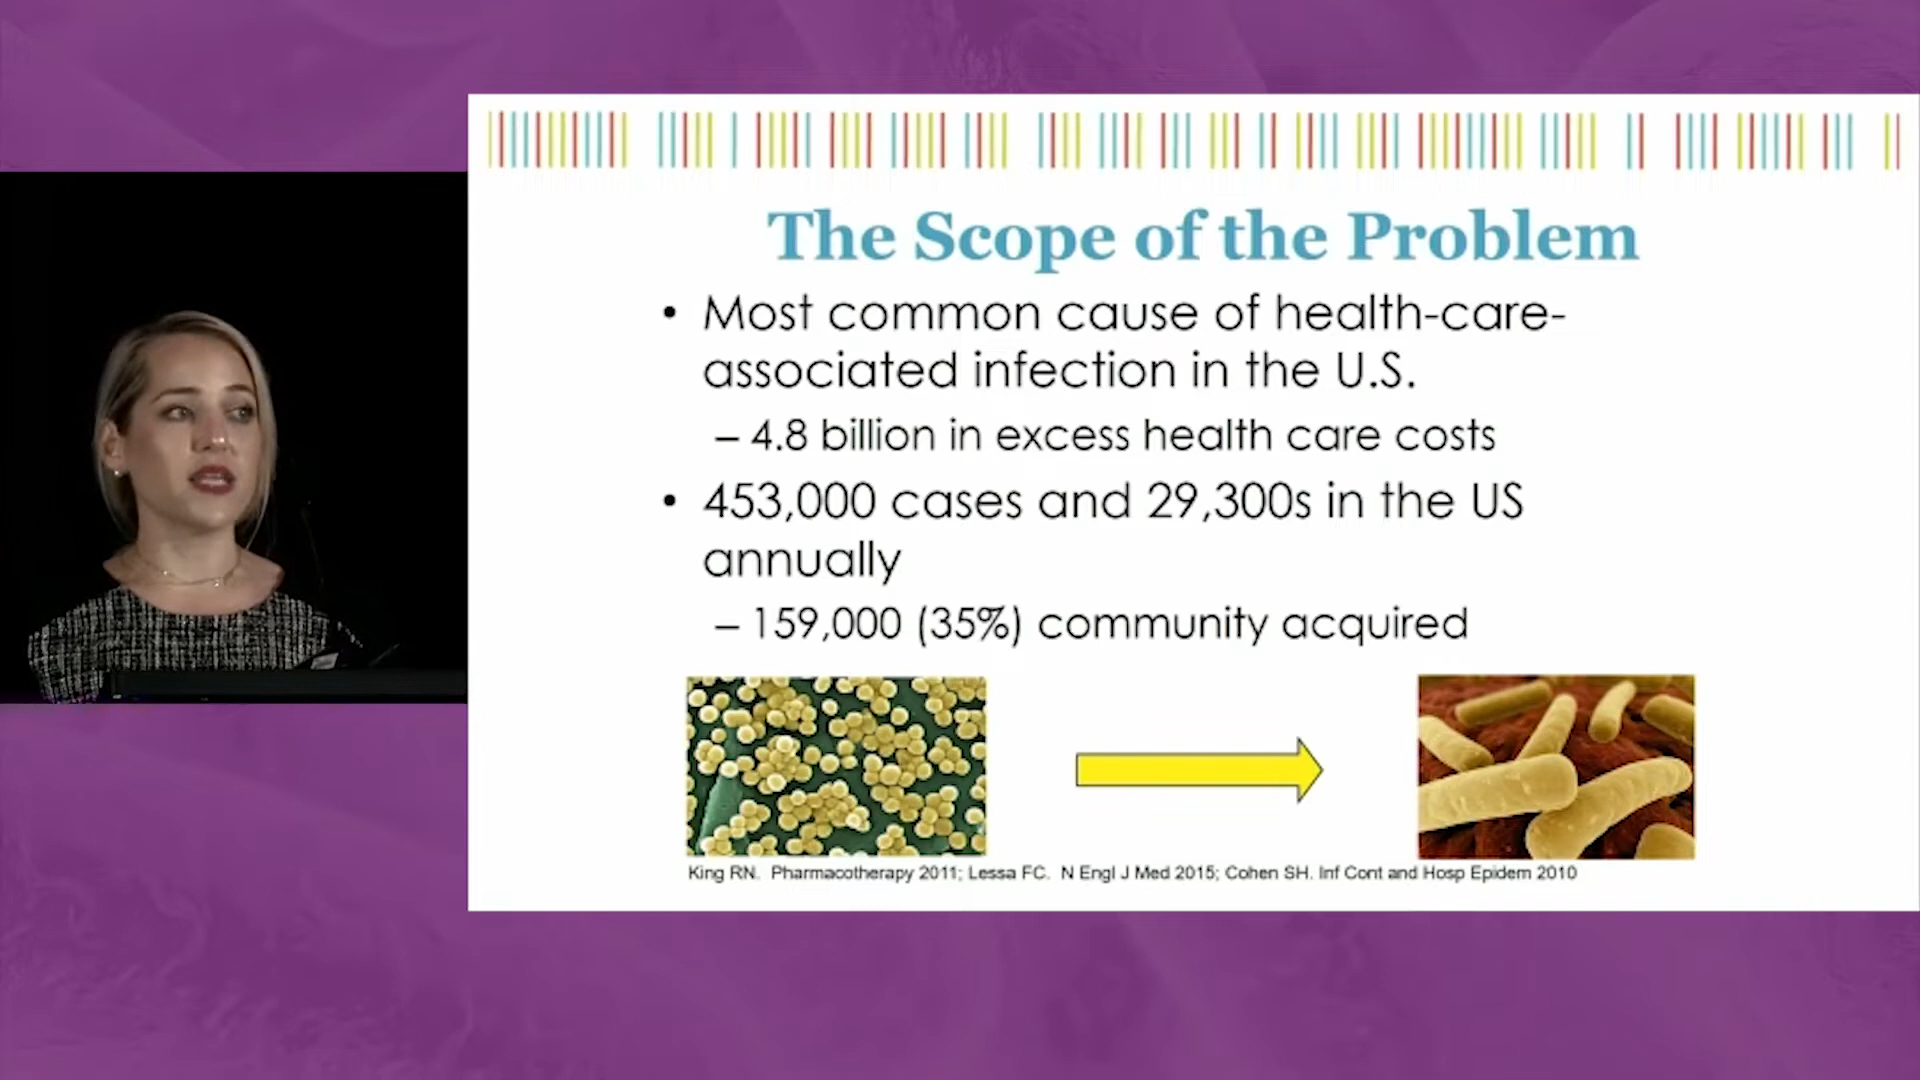 The Scope of the Problem
• Most common cause of health-care-
associated infection in the U.S.
– 4.8 billion in excess health care costs
• 453,000 cases and 29,300s in the US
annually
– 159,000 (35%) community acquired
King RN. Pharmacotherapy 2011; Lessa FC. N Engl J Med 2015; Cohen SH. Inf Cont and Hosp Epidem 2010